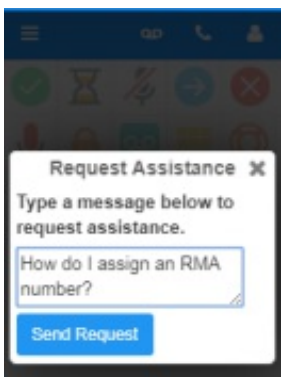 Request Assistance
Type a message below to
request assistance.
How do I assign an RMA
number?
Send Request